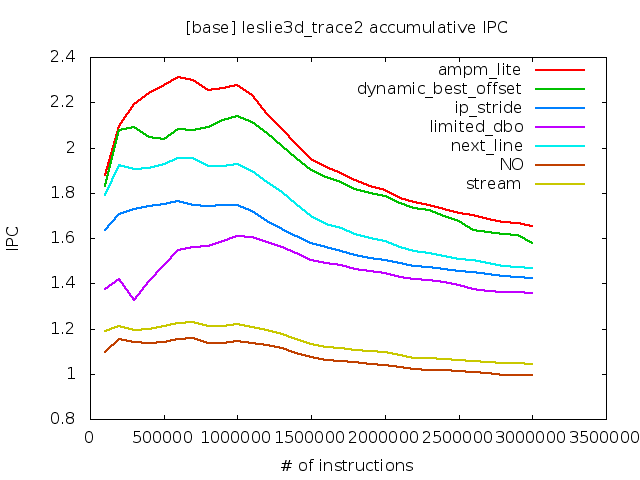 [base] leslie3d_trace2 accumulative IPC
2.4
2.2
2
1.8
1.6
1.4
1.2
1
0.8
IPC
ampm_lite
dynamic_best_offset
ip_stride
limited_dbo
next_line
NO
stream
0 500000 1000000 1500000 2000000 2500000 3000000 3500000
# of instructions